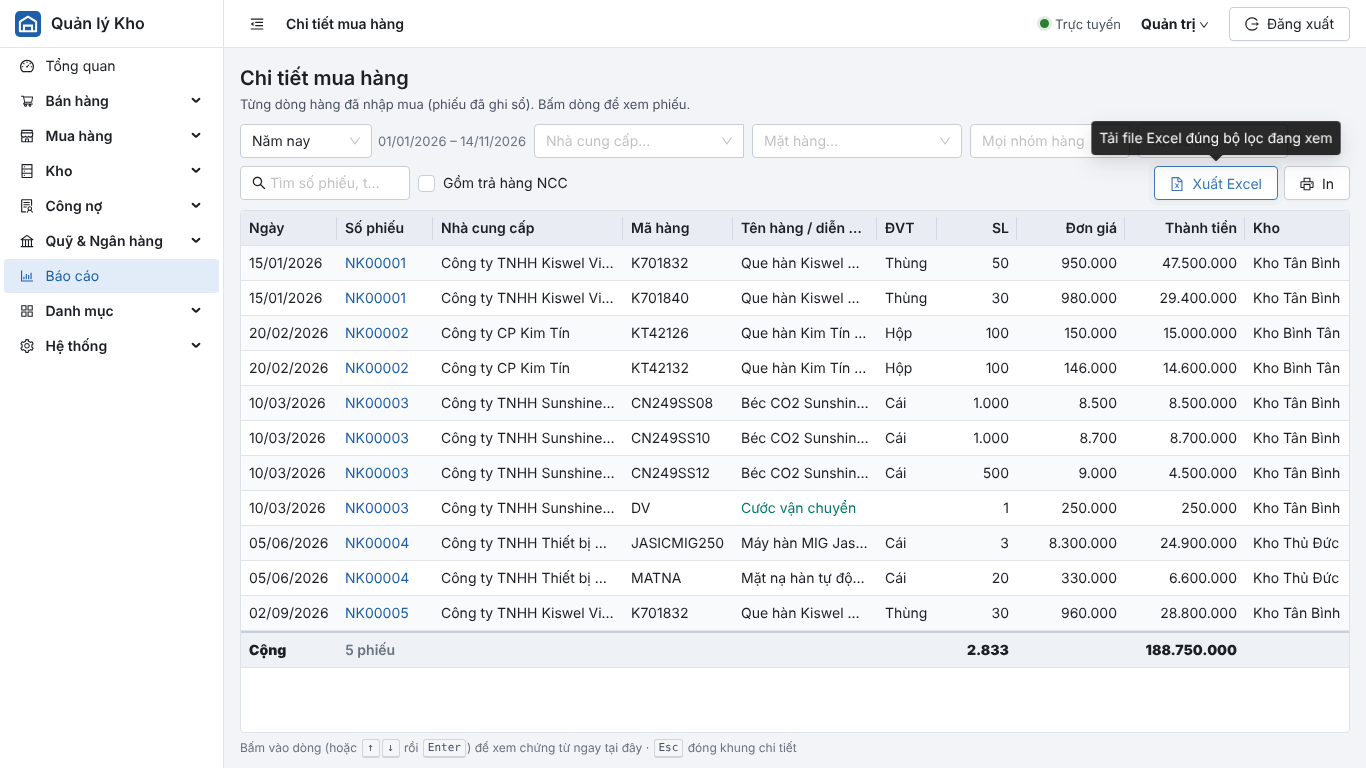 Quản lý Kho
Chi tiết mua hàng
Trực tuyến
Quản trị
Đăng xuất
Tổng quan
Bán hàng
Mua hàng
Kho
Công nợ
Quỹ & Ngân hàng
Báo cáo
Danh mục
Hệ thống
Chi tiết mua hàng
Từng dòng hàng đã nhập mua (phiếu đã ghi sổ). Bấm dòng để xem phiếu.
Năm nay 01/01/2026 – 14/11/2026 Nhà cung cấp... Mặt hàng... Mọi nhóm hàng
Tải file Excel đúng bộ lọc đang xem
Tìm số phiếu, t... Gồm trả hàng NCC Xuất Excel In
Ngày Số phiếu Nhà cung cấp Mã hàng Tên hàng / diễn ... ĐVT SL Đơn giá Thành tiền Kho
15/01/2026 NK00001 Công ty TNHH Kiswel Vi... K701832 Que hàn Kiswel ... Thùng 50 950.000 47.500.000 Kho Tân Bình
15/01/2026 NK00001 Công ty TNHH Kiswel Vi... K701840 Que hàn Kiswel ... Thùng 30 980.000 29.400.000 Kho Tân Bình
20/02/2026 NK00002 Công ty CP Kim Tín KT42126 Que hàn Kim Tín ... Hộp 100 150.000 15.000.000 Kho Bình Tân
20/02/2026 NK00002 Công ty CP Kim Tín KT42132 Que hàn Kim Tín ... Hộp 100 146.000 14.600.000 Kho Bình Tân
10/03/2026 NK00003 Công ty TNHH Sunshine... CN249SS08 Béc CO2 Sunshin... Cái 1.000 8.500 8.500.000 Kho Tân Bình
10/03/2026 NK00003 Công ty TNHH Sunshine... CN249SS10 Béc CO2 Sunshin... Cái 1.000 8.700 8.700.000 Kho Tân Bình
10/03/2026 NK00003 Công ty TNHH Sunshine... CN249SS12 Béc CO2 Sunshin... Cái 500 9.000 4.500.000 Kho Tân Bình
10/03/2026 NK00003 Công ty TNHH Sunshine... DV Cước vận chuyển 1 250.000 250.000 Kho Tân Bình
05/06/2026 NK00004 Công ty TNHH Thiết bị ... JASICMIG250 Máy hàn MIG Jas... Cái 3 8.300.000 24.900.000 Kho Thủ Đức
05/06/2026 NK00004 Công ty TNHH Thiết bị ... MATNA Mặt nạ hàn tự độ... Cái 20 330.000 6.600.000 Kho Thủ Đức
02/09/2026 NK00005 Công ty TNHH Kiswel Vi... K701832 Que hàn Kiswel ... Thùng 30 960.000 28.800.000 Kho Tân Bình
Cộng 5 phiếu 2.833 188.750.000
Bấm vào dòng (hoặc ↑ ↓ rồi Enter ) để xem chứng từ ngay tại đây · Esc đóng khung chi tiết